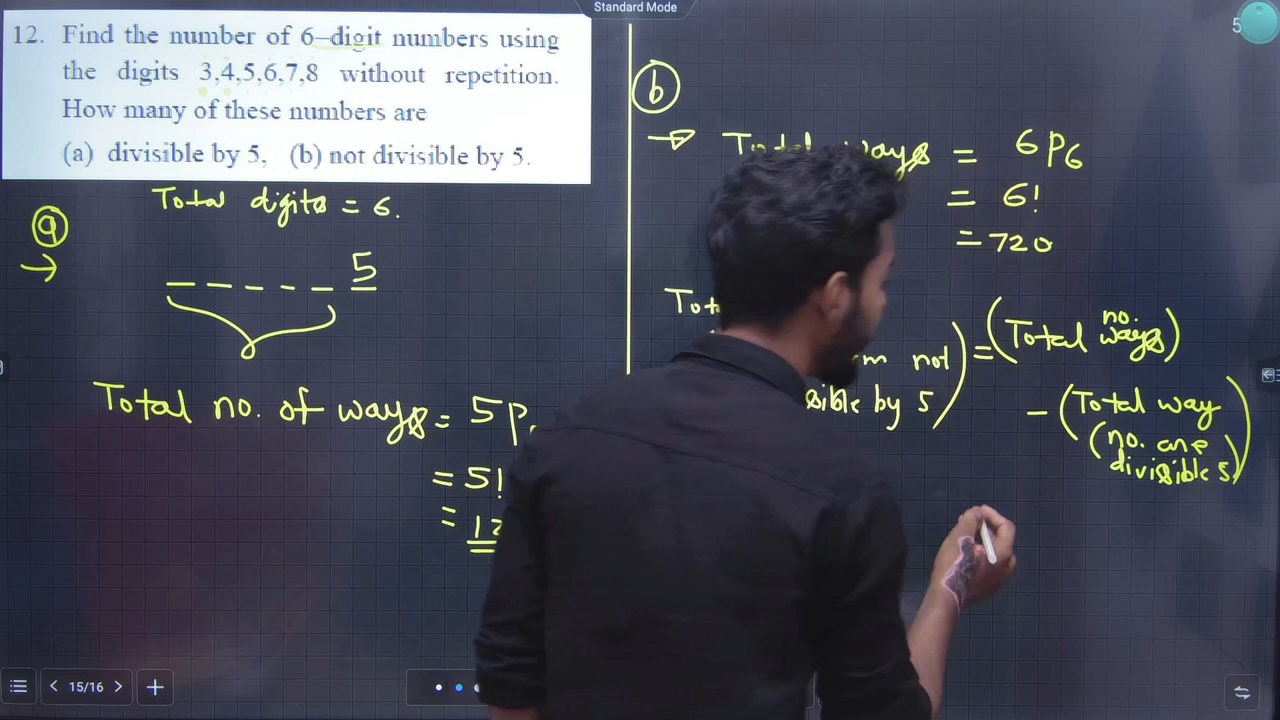 Standard Mode
12. Find the number of 6–digit numbers using
the digits 3,4,5,6,7,8 without repetition.
How many of these numbers are
(a) divisible by 5, (b) not divisible by 5.
Total digits = 6.
a
→
_ _ _ _ _ 5
Total no. of ways = 5P
= 5!
= 12
b
→ Total ways = 6P6
= 6!
= 720
not) = (Total no. ways)
by 5)
- (Total way
(no. are
divisible 5))
5
15/16